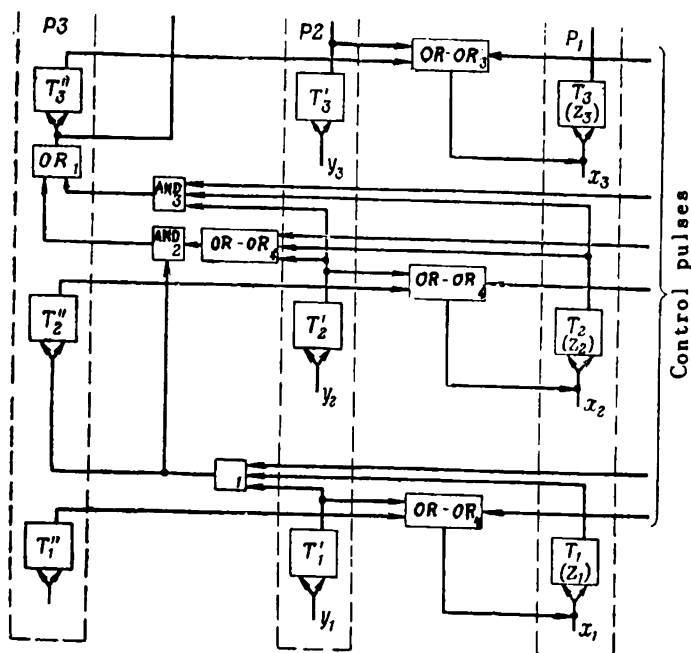 P3
P2
P₁
T₃"
T₃'
OR-OR₃
T₃
(Z₃)
y₃
x₃
OR₁
AND
3
AND
2
OR-OR₄
OR-OR₄
T₂"
T₂'
T₂
(Z₂)
y₂
x₂
1
OR-OR
T₁"
T₁'
T₁
(Z₁)
y₁
x₁
Control pulses